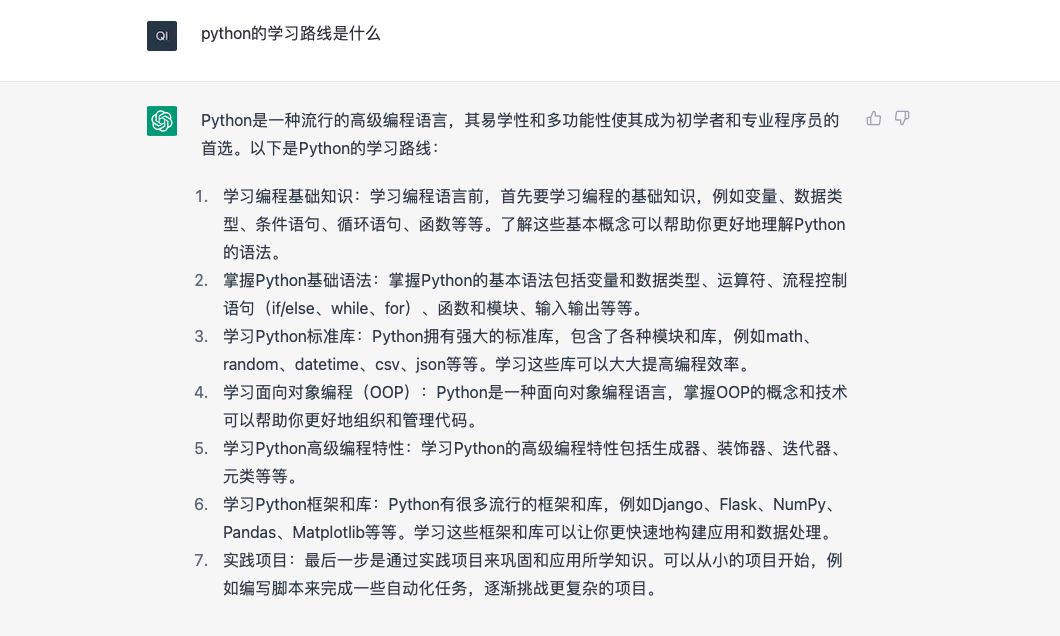 QI
python的学习路线是什么
Python是一种流行的高级编程语言，其易学性和多功能性使其成为初学者和专业程序员的
首选。以下是Python的学习路线：
1. 学习编程基础知识：学习编程语言前，首先要学习编程的基础知识，例如变量、数据类
型、条件语句、循环语句、函数等等。了解这些基本概念可以帮助你更好地理解Python
的语法。
2. 掌握Python基础语法：掌握Python的基本语法包括变量和数据类型、运算符、流程控制
语句（if/else、while、for）、函数和模块、输入输出等等。
3. 学习Python标准库：Python拥有强大的标准库，包含了各种模块和库，例如math、
random、datetime、csv、json等等。学习这些库可以大大提高编程效率。
4. 学习面向对象编程（OOP）：Python是一种面向对象编程语言，掌握OOP的概念和技术
可以帮助你更好地组织和管理代码。
5. 学习Python高级编程特性：学习Python的高级编程特性包括生成器、装饰器、迭代器、
元类等等。
6. 学习Python框架和库：Python有很多流行的框架和库，例如Django、Flask、NumPy、
Pandas、Matplotlib等等。学习这些框架和库可以让你更快速地构建应用和数据处理。
7. 实践项目：最后一步是通过实践项目来巩固和应用所学知识。可以从小的项目开始，例
如编写脚本来完成一些自动化任务，逐渐挑战更复杂的项目。